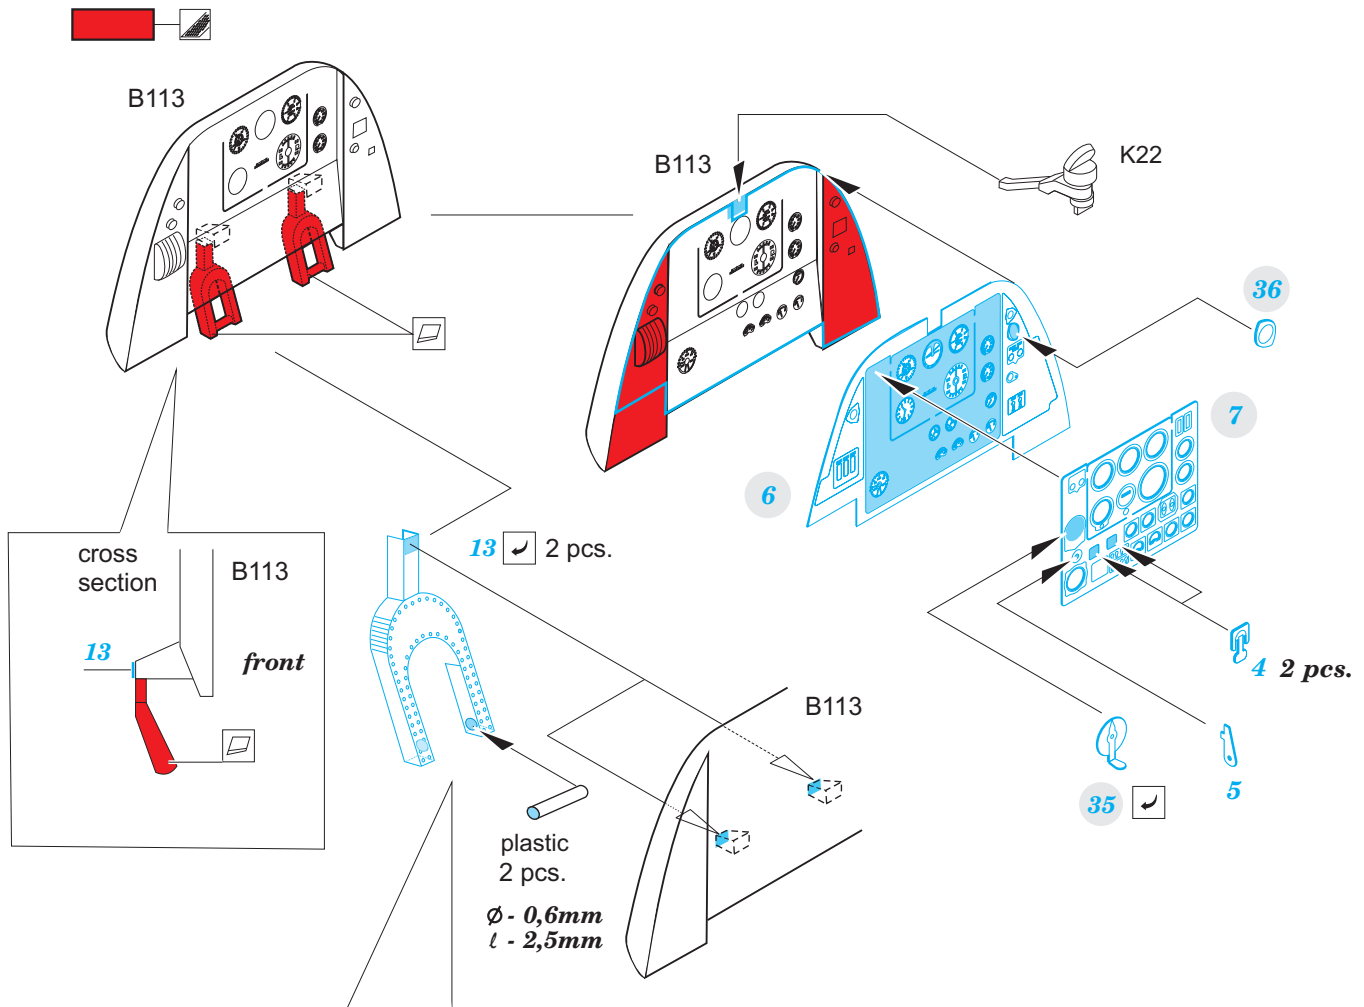 B113
B113
K22
36
7
6
13 2 pcs.
cross
section
B113
13
front
4 2 pcs.
B113
5
35
plastic
2 pcs.
Ø - 0,6mm
ℓ - 2,5mm